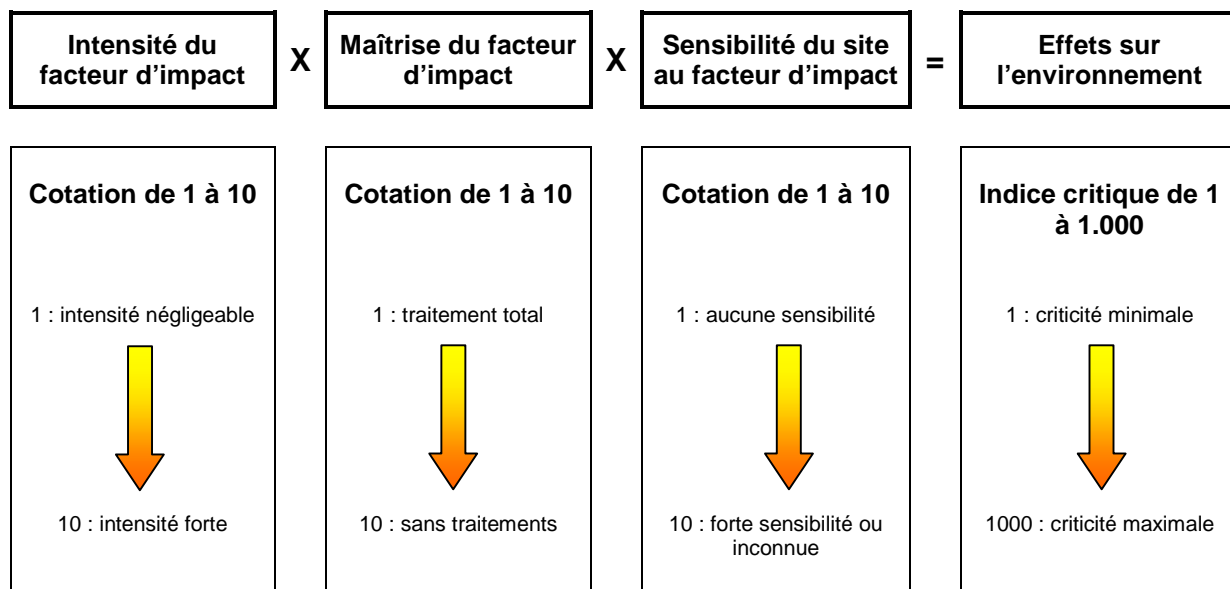 Intensité du
facteur d'impact
X
Maîtrise du facteur
d'impact
X
Sensibilité du site
au facteur d'impact
=
Effets sur
l'environnement
Cotation de 1 à 10
1 : intensité négligeable
10 : intensité forte
Cotation de 1 à 10
1 : traitement total
10 : sans traitements
Cotation de 1 à 10
1 : aucune sensibilité
10 : forte sensibilité ou
inconnue
Indice critique de 1
à 1.000
1 : criticité minimale
1000 : criticité maximale